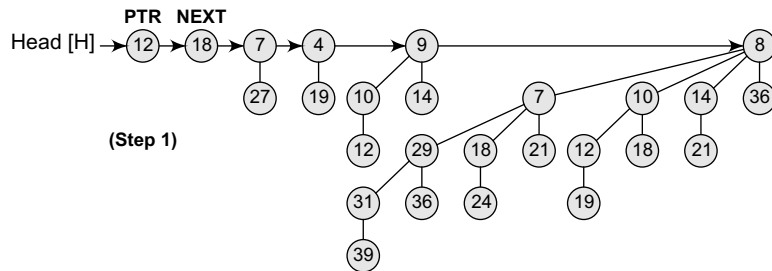 PTR NEXT
Head [H] 12 18 7 4 9 8
27 19 10 14 7 10 14 36
(Step 1) 12 29 18 21 12 18 21
31 36 24 19
39